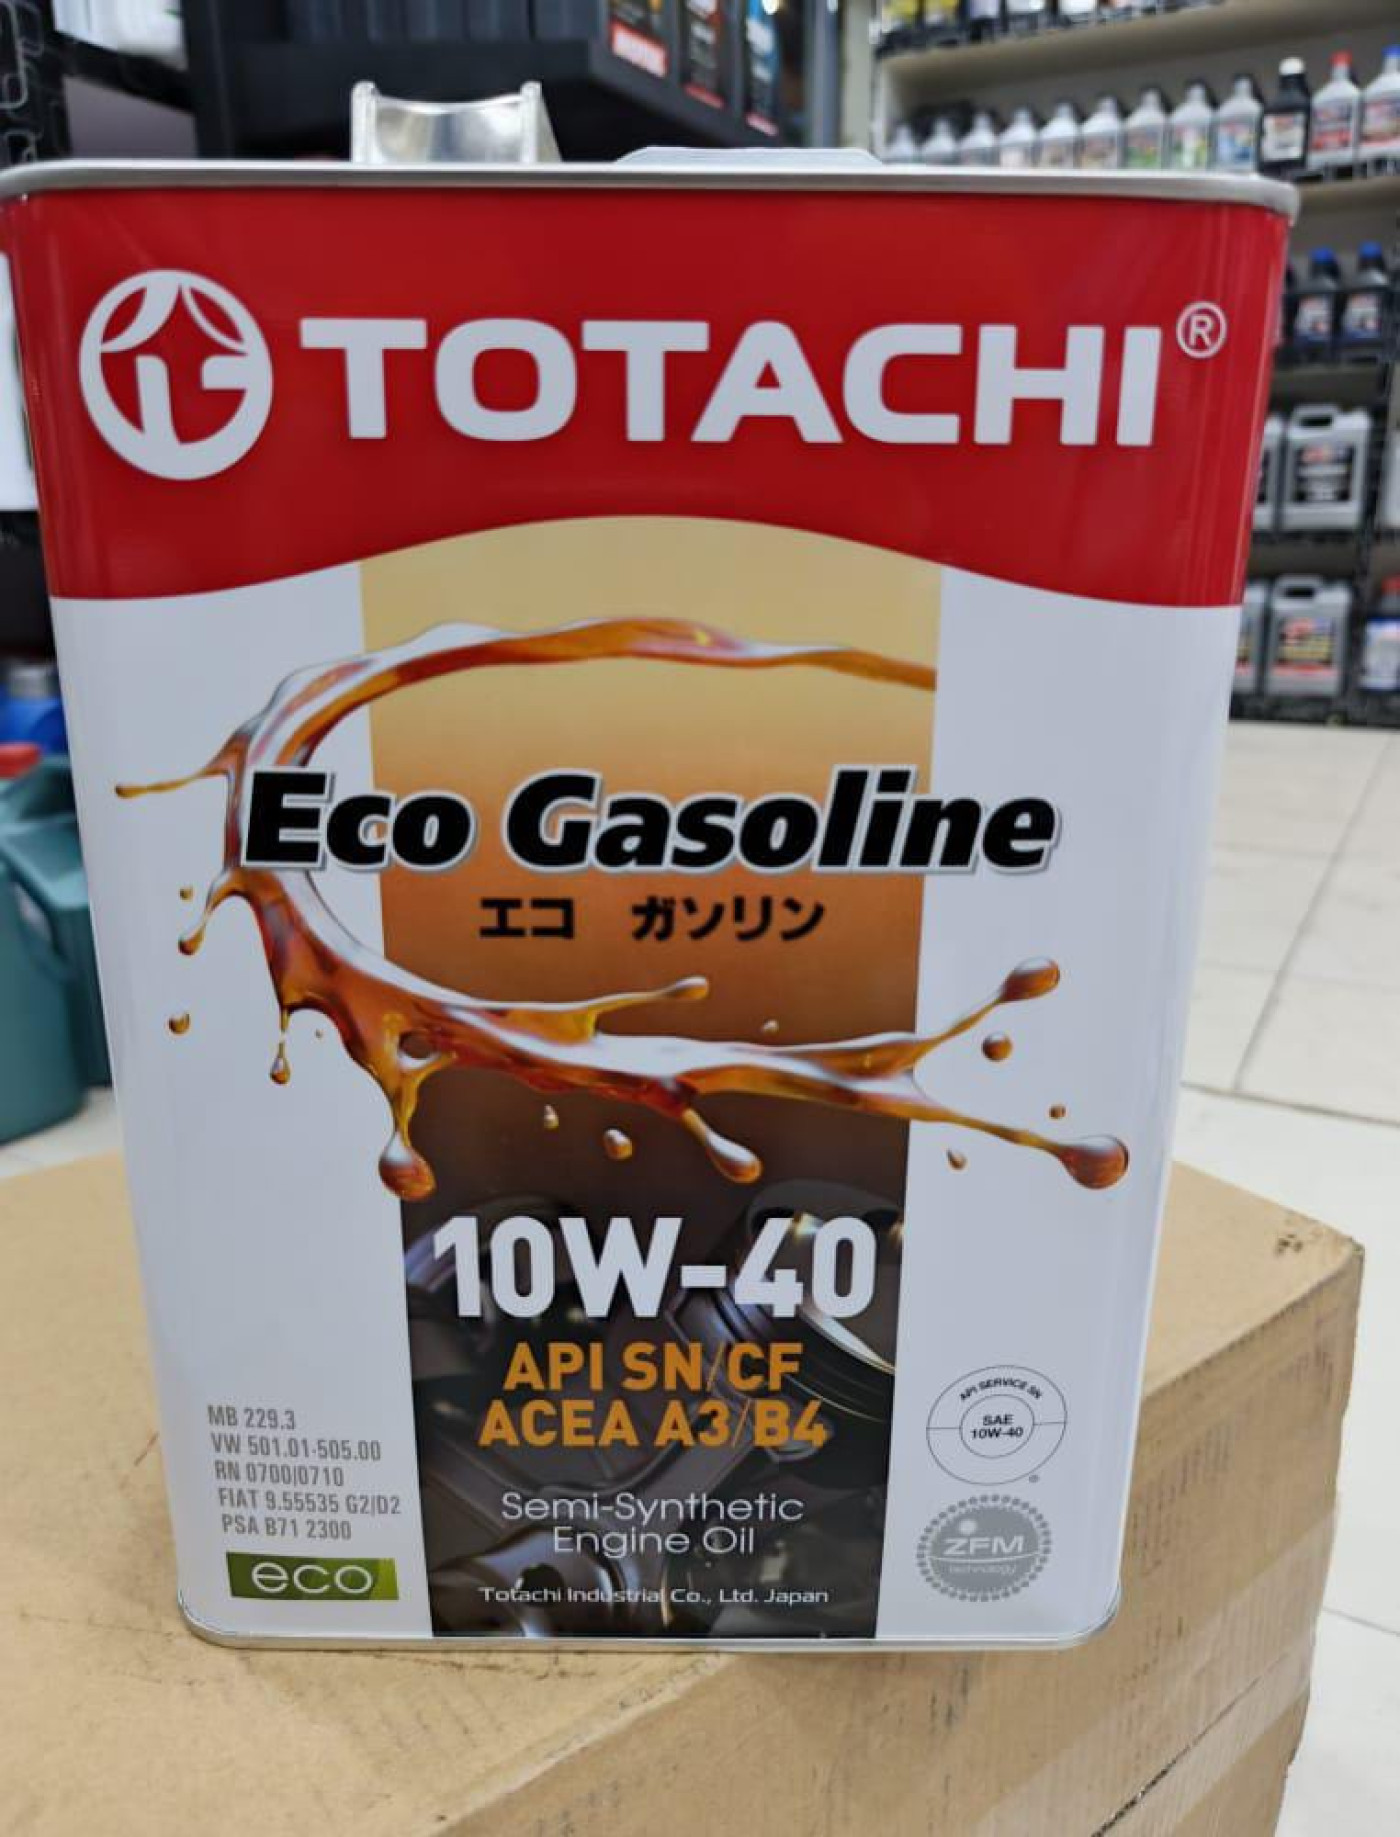 TOTACHI®
Eco Gasoline
エコ ガソリン
10W-40
API SN/CF
ACEA A3/B4
MB 229.3
VW 501.01-505.00
RN 0700/0710
FIAT 9.55535 G2/D2
PSA B71 2300
eco
Semi-Synthetic
Engine Oil
Totachi Industrial Co., Ltd. Japan
API SERVICE SN
SAE
10W-40
ZFM
technology
MOTUL